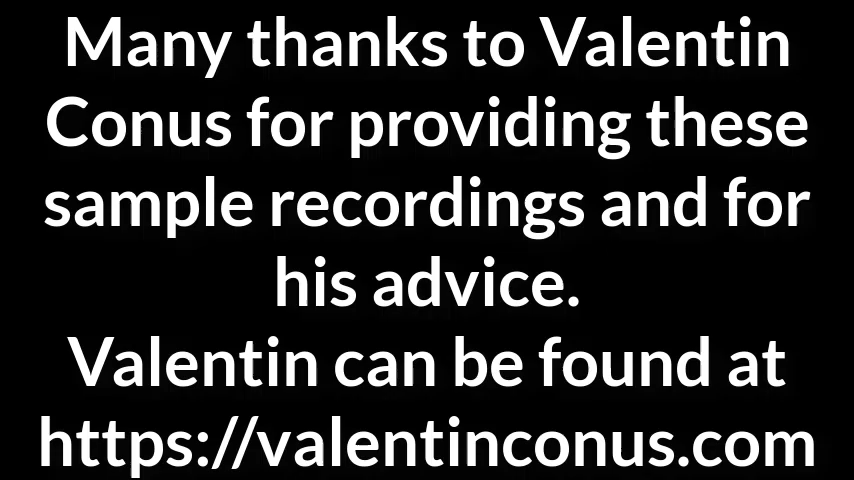 Many thanks to Valentin
Conus for providing these
sample recordings and for
his advice.
Valentin can be found at
https://valentinconus.com